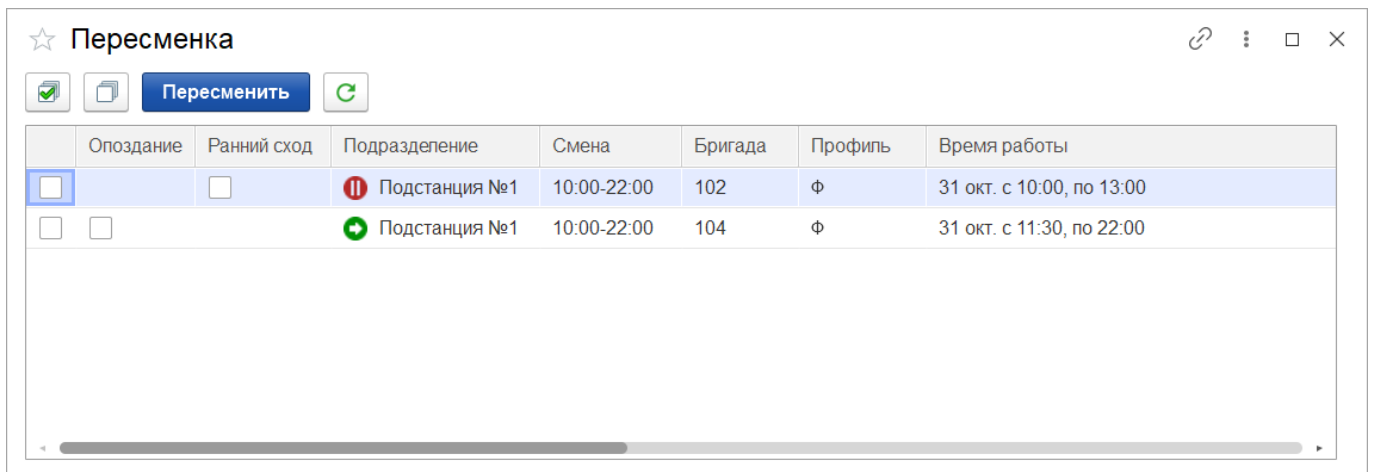 Пересменка
Пересменить
Опоздание Ранний сход Подразделение Смена Бригада Профиль Время работы
Подстанция №1 10:00-22:00 102 Ф 31 окт. с 10:00, по 13:00
Подстанция №1 10:00-22:00 104 Ф 31 окт. с 11:30, по 22:00